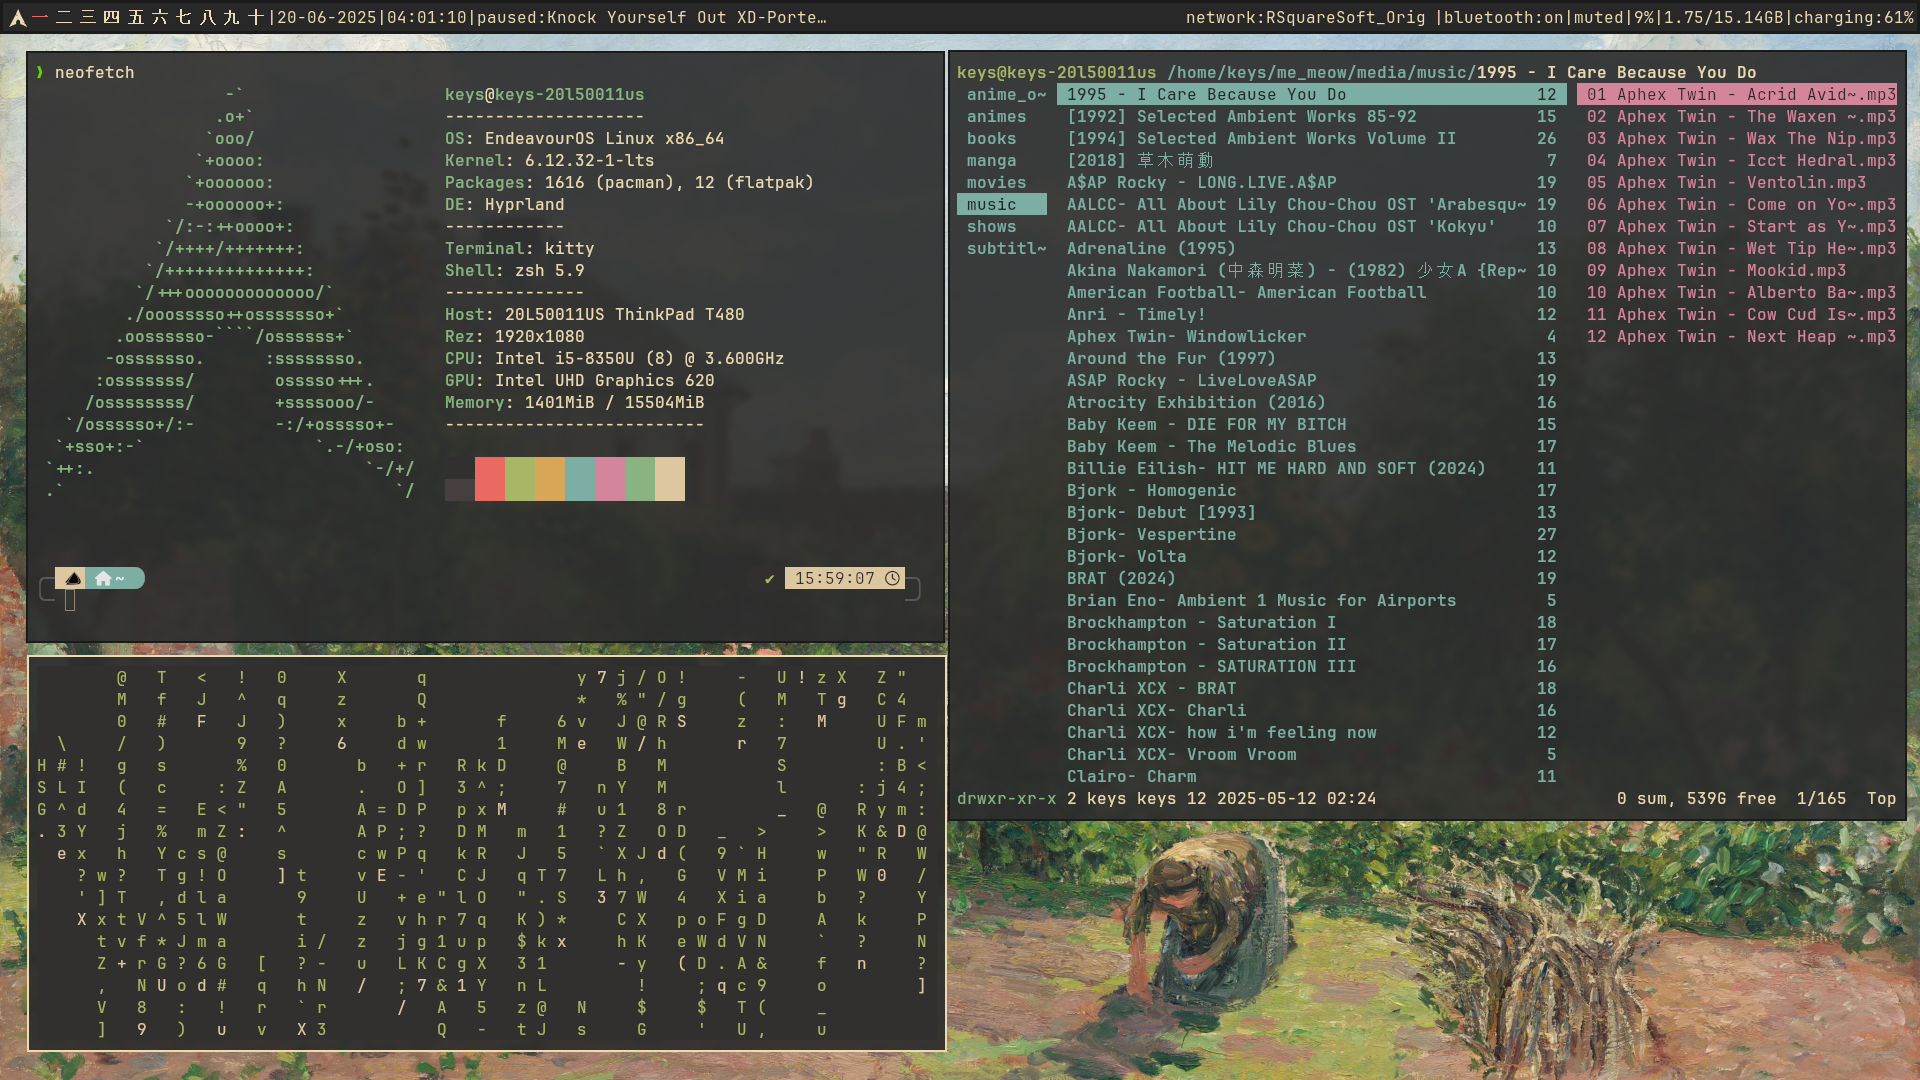 一 二 三 四 五 六 七 八 九 十|20-06-2025|04:01:10|paused:Knock Yourself Out XD-Porte…
network:RSquareSoft_Orig |bluetooth:on|muted|9%|1.75/15.14GB|charging:61%
❯ neofetch
keys@keys-20l50011us
--------------------
OS: EndeavourOS Linux x86_64
Kernel: 6.12.32-1-lts
Packages: 1616 (pacman), 12 (flatpak)
DE: Hyprland
------------
Terminal: kitty
Shell: zsh 5.9
--------------
Host: 20L50011US ThinkPad T480
Rez: 1920x1080
CPU: Intel i5-8350U (8) @ 3.600GHz
GPU: Intel UHD Graphics 620
Memory: 1401MiB / 15504MiB
--------------------------
~
✔ 15:59:07
keys@keys-20l50011us /home/keys/me_meow/media/music/1995 - I Care Because You Do
anime_o~
animes
books
manga
movies
music
shows
subtitl~
1995 - I Care Because You Do 12
[1992] Selected Ambient Works 85-92 15
[1994] Selected Ambient Works Volume II 26
[2018] 草木萌動 7
A$AP Rocky - LONG.LIVE.A$AP 19
AALCC- All About Lily Chou-Chou OST 'Arabesqu~ 19
AALCC- All About Lily Chou-Chou OST 'Kokyu' 10
Adrenaline (1995) 13
Akina Nakamori (中森明菜) - (1982) 少女A {Rep~ 10
American Football- American Football 10
Anri - Timely! 12
Aphex Twin- Windowlicker 4
Around the Fur (1997) 13
ASAP Rocky - LiveLoveASAP 19
Atrocity Exhibition (2016) 16
Baby Keem - DIE FOR MY BITCH 15
Baby Keem - The Melodic Blues 17
Billie Eilish- HIT ME HARD AND SOFT (2024) 11
Bjork - Homogenic 17
Bjork- Debut [1993] 13
Bjork- Vespertine 27
Bjork- Volta 12
BRAT (2024) 19
Brian Eno- Ambient 1 Music for Airports 5
Brockhampton - Saturation I 18
Brockhampton - Saturation II 17
Brockhampton - SATURATION III 16
Charli XCX - BRAT 18
Charli XCX- Charli 16
Charli XCX- how i'm feeling now 12
Charli XCX- Vroom Vroom 5
Clairo- Charm 11
01 Aphex Twin - Acrid Avid~.mp3
02 Aphex Twin - The Waxen ~.mp3
03 Aphex Twin - Wax The Nip.mp3
04 Aphex Twin - Icct Hedral.mp3
05 Aphex Twin - Ventolin.mp3
06 Aphex Twin - Come on Yo~.mp3
07 Aphex Twin - Start as Y~.mp3
08 Aphex Twin - Wet Tip He~.mp3
09 Aphex Twin - Mookid.mp3
10 Aphex Twin - Alberto Ba~.mp3
11 Aphex Twin - Cow Cud Is~.mp3
12 Aphex Twin - Next Heap ~.mp3
drwxr-xr-x 2 keys keys 12 2025-05-12 02:24
0 sum, 539G free 1/165 Top